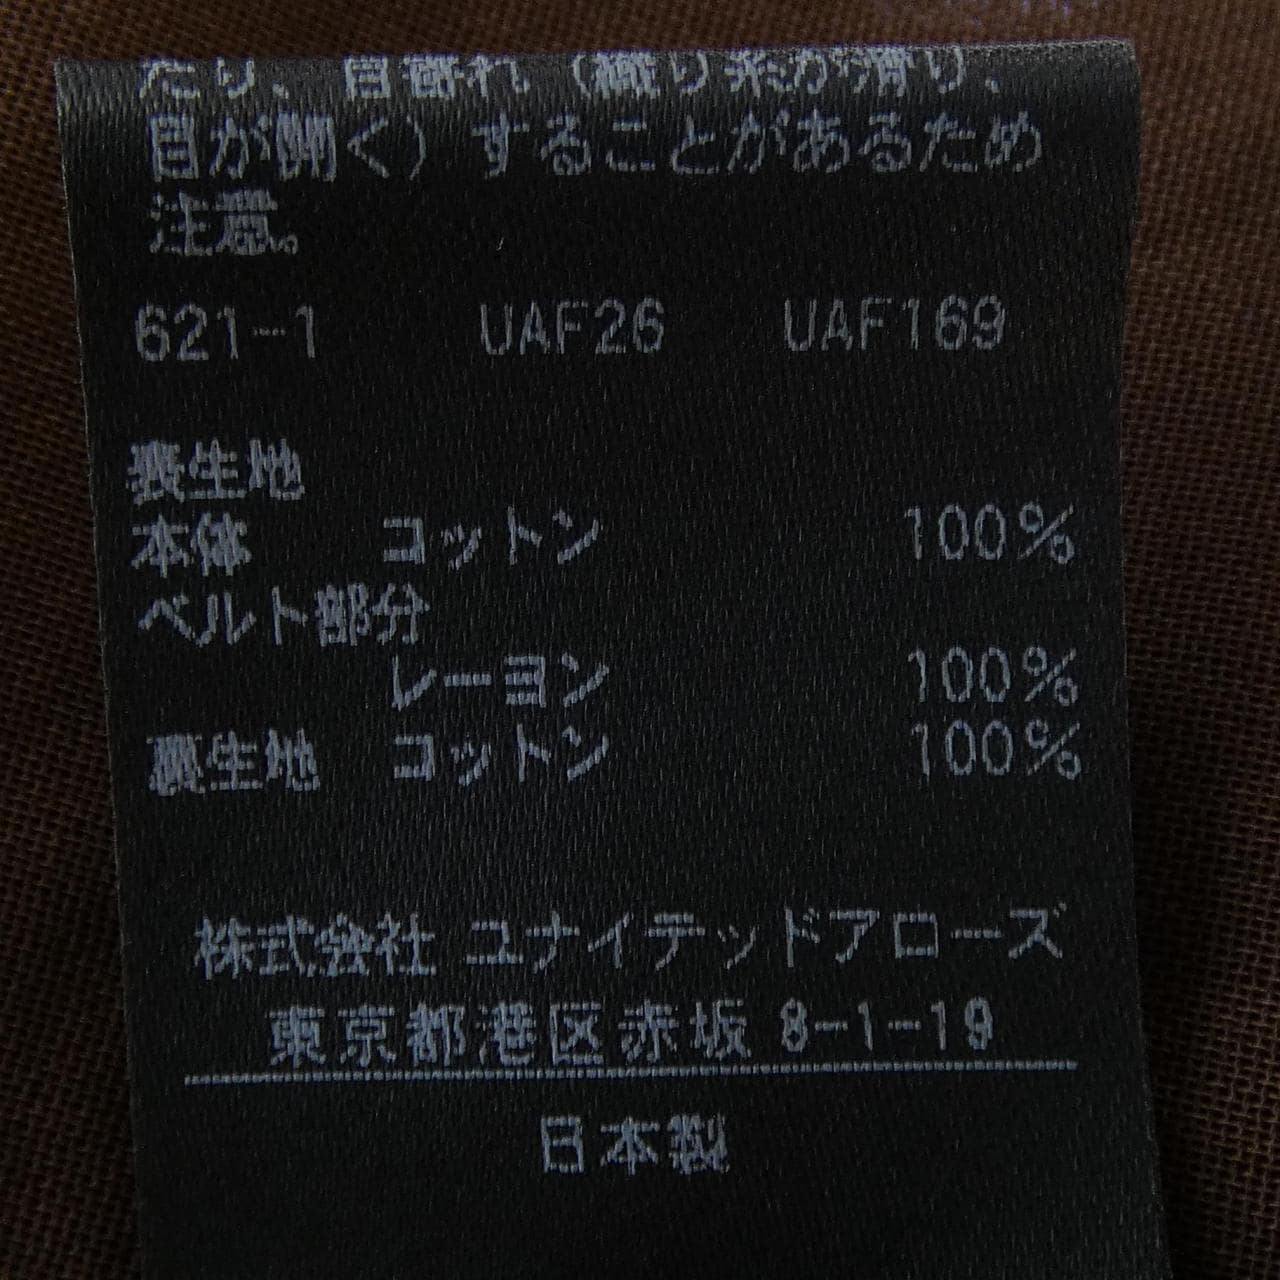 たり、目寄れ（織り糸が滑り、
目が開く）することがあるため
注意。
621-1 UAF26 UAF169
表生地
本体 コットン 100%
ベルト部分
レーヨン 100%
裏生地 コットン 100%
株式会社 ユナイテッドアローズ
東京都港区赤坂 8-1-19
日本製